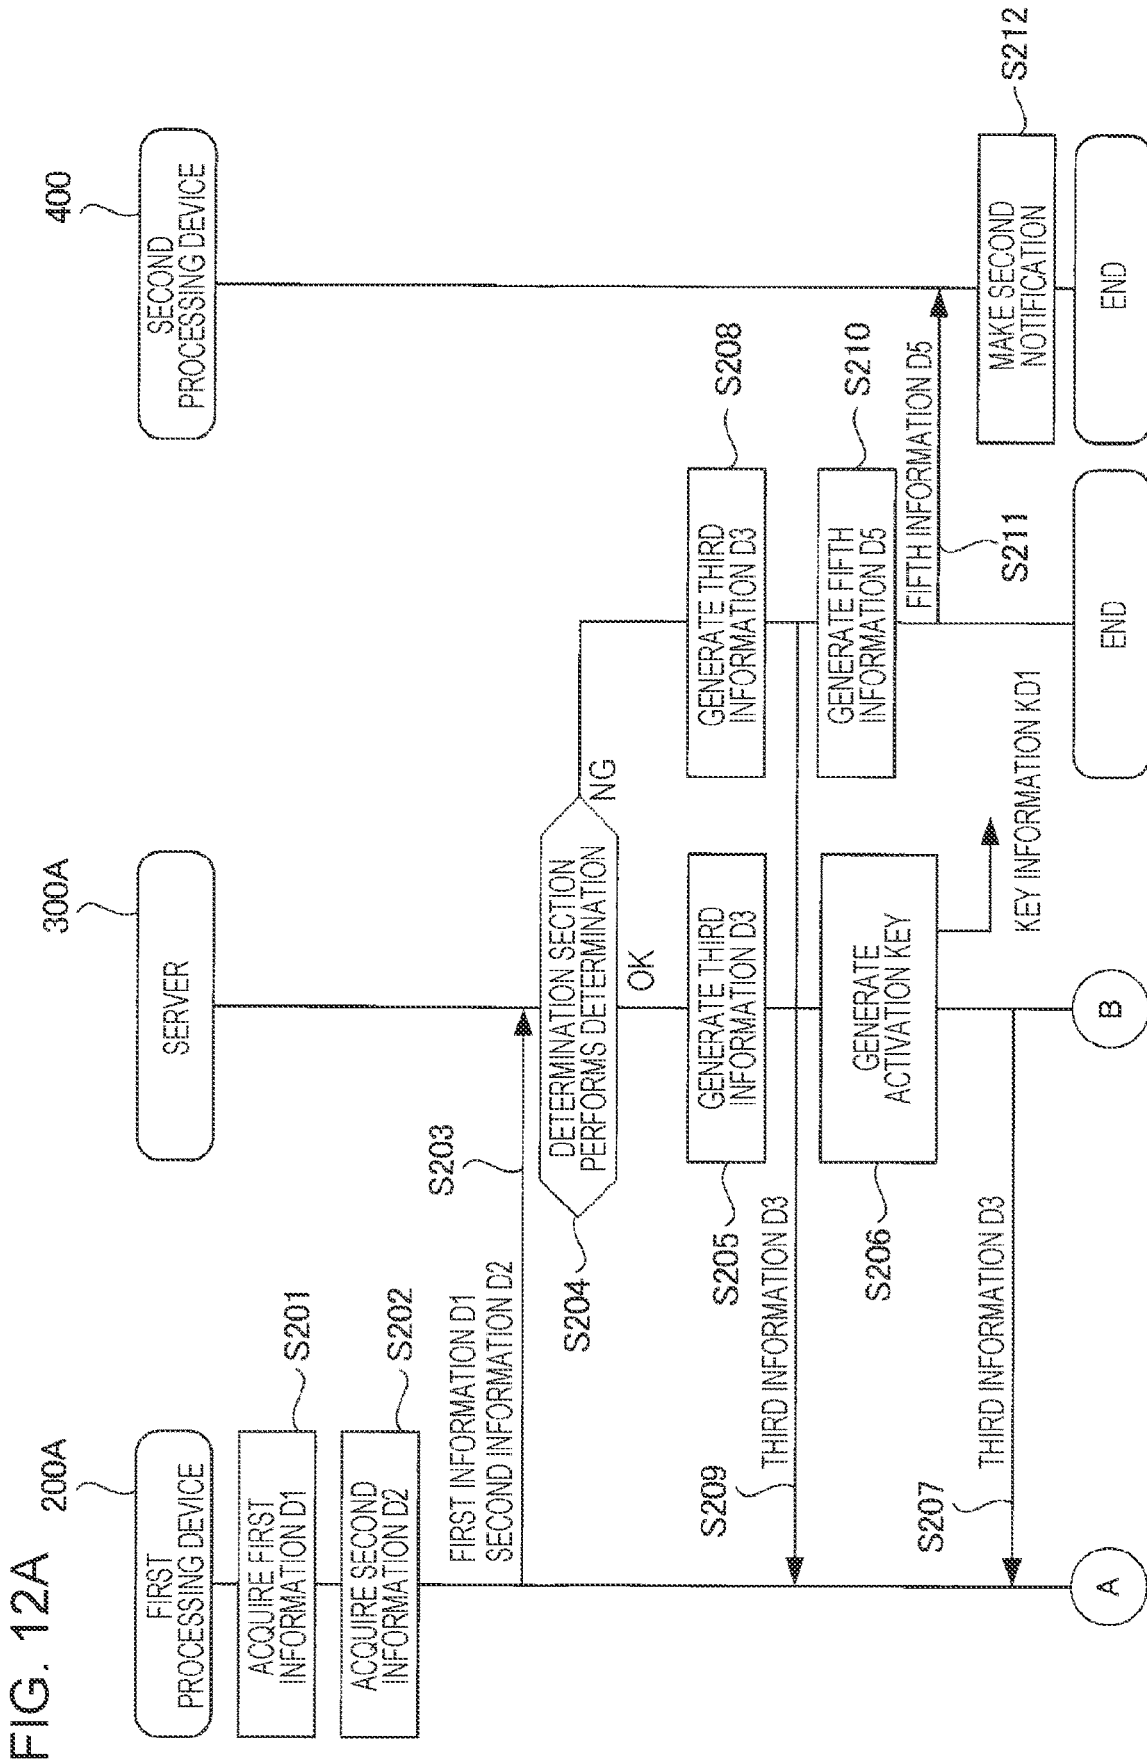 FIG. 12A
200A
FIRST
PROCESSING DEVICE
300A
SERVER
400
SECOND
PROCESSING DEVICE
ACQUIRE FIRST
INFORMATION D1
S201
ACQUIRE SECOND
INFORMATION D2
S202
FIRST INFORMATION D1
SECOND INFORMATION D2
S203
DETERMINATION SECTION
PERFORMS DETERMINATION
S204
OK
NG
GENERATE THIRD
INFORMATION D3
S205
GENERATE THIRD
INFORMATION D3
S208
S209
THIRD INFORMATION D3
GENERATE
ACTIVATION KEY
S206
GENERATE FIFTH
INFORMATION D5
S210
FIFTH INFORMATION D5
S211
KEY INFORMATION KD1
S207
THIRD INFORMATION D3
MAKE SECOND
NOTIFICATION
S212
A
B
END
END